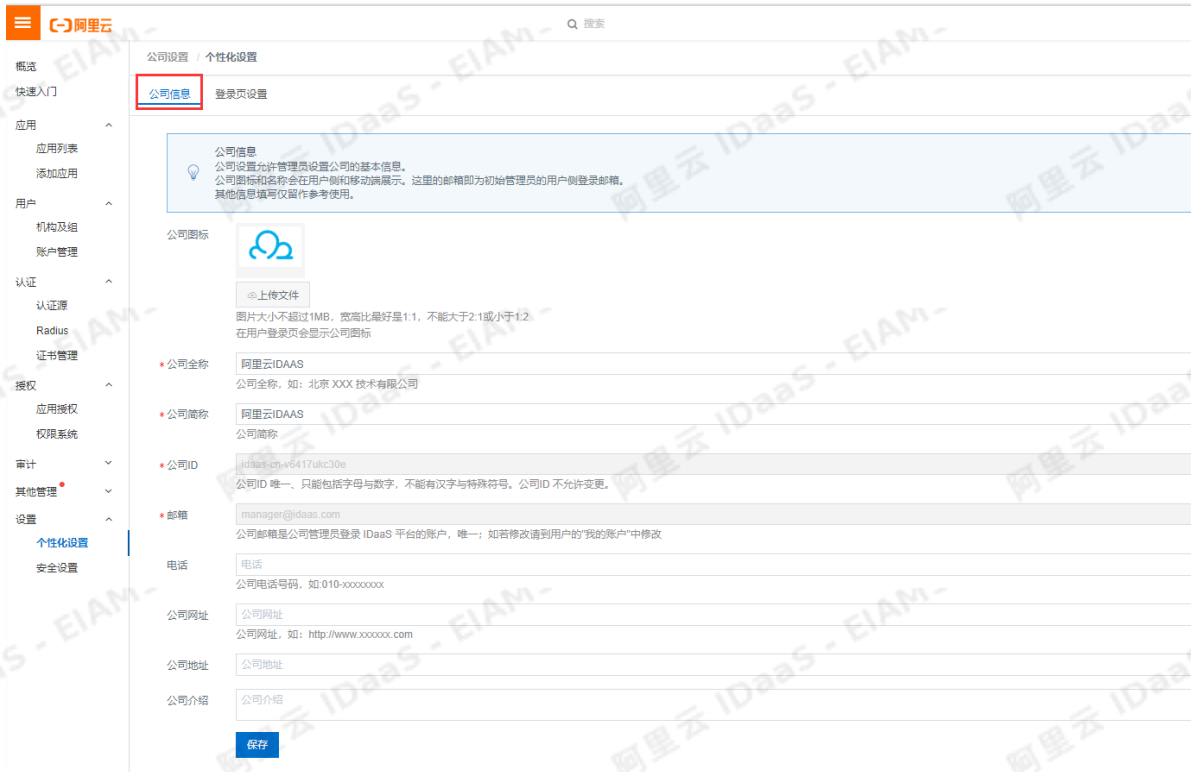 阿里云
搜索
概览
快速入门
应用
应用列表
添加应用
用户
机构及组
账户管理
认证
认证源
Radius
证书管理
授权
应用授权
权限系统
审计
其他管理
设置
个性化设置
安全设置
公司设置 / 个性化设置
公司信息 登录页设置
公司信息
公司设置允许管理员设置公司的基本信息。
公司图标和名称会在用户侧和移动端展示。这里的邮箱即为初始管理员的用户侧登录邮箱。
其他信息填写仅留作参考使用。
公司图标
上传文件
图片大小不超过1MB，宽高比最好是1:1，不能大于2:1或小于1:2
在用户登录页会显示公司图标
* 公司全称 阿里云IDAAS
公司全称，如：北京 XXX 技术有限公司
* 公司简称 阿里云IDAAS
公司简称
* 公司ID idaas-cn-v6417ukc30e
公司ID 唯一、只能包括字母与数字，不能有汉字与特殊符号。公司ID 不允许变更。
* 邮箱 manager@idaas.com
公司邮箱是公司管理员登录 IDaaS 平台的账户，唯一；如若修改请到用户的"我的账户"中修改
电话 电话
公司电话号码，如:010-xxxxxxxx
公司网址 公司网址
公司网址，如：http://www.xxxxxx.com
公司地址 公司地址
公司介绍 公司介绍
保存
阿里云 IDaaS - EIAM-